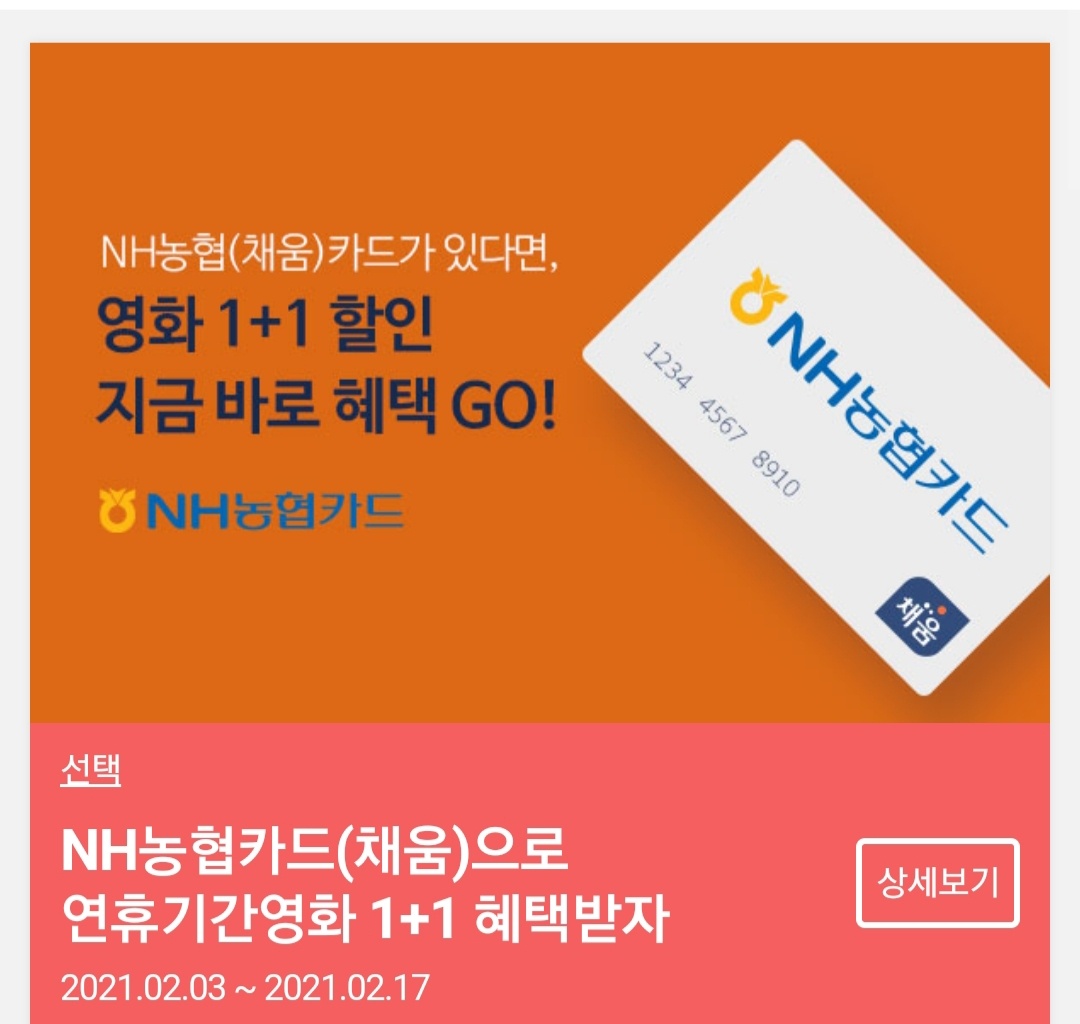 NH농협(채움)카드가 있다면,
영화 1+1 할인
지금 바로 혜택 GO!
NH농협카드
NH농협카드
1234 4567 8910
채움
선택
NH농협카드(채움)으로
연휴기간영화 1+1 혜택받자
상세보기
2021.02.03 ~ 2021.02.17